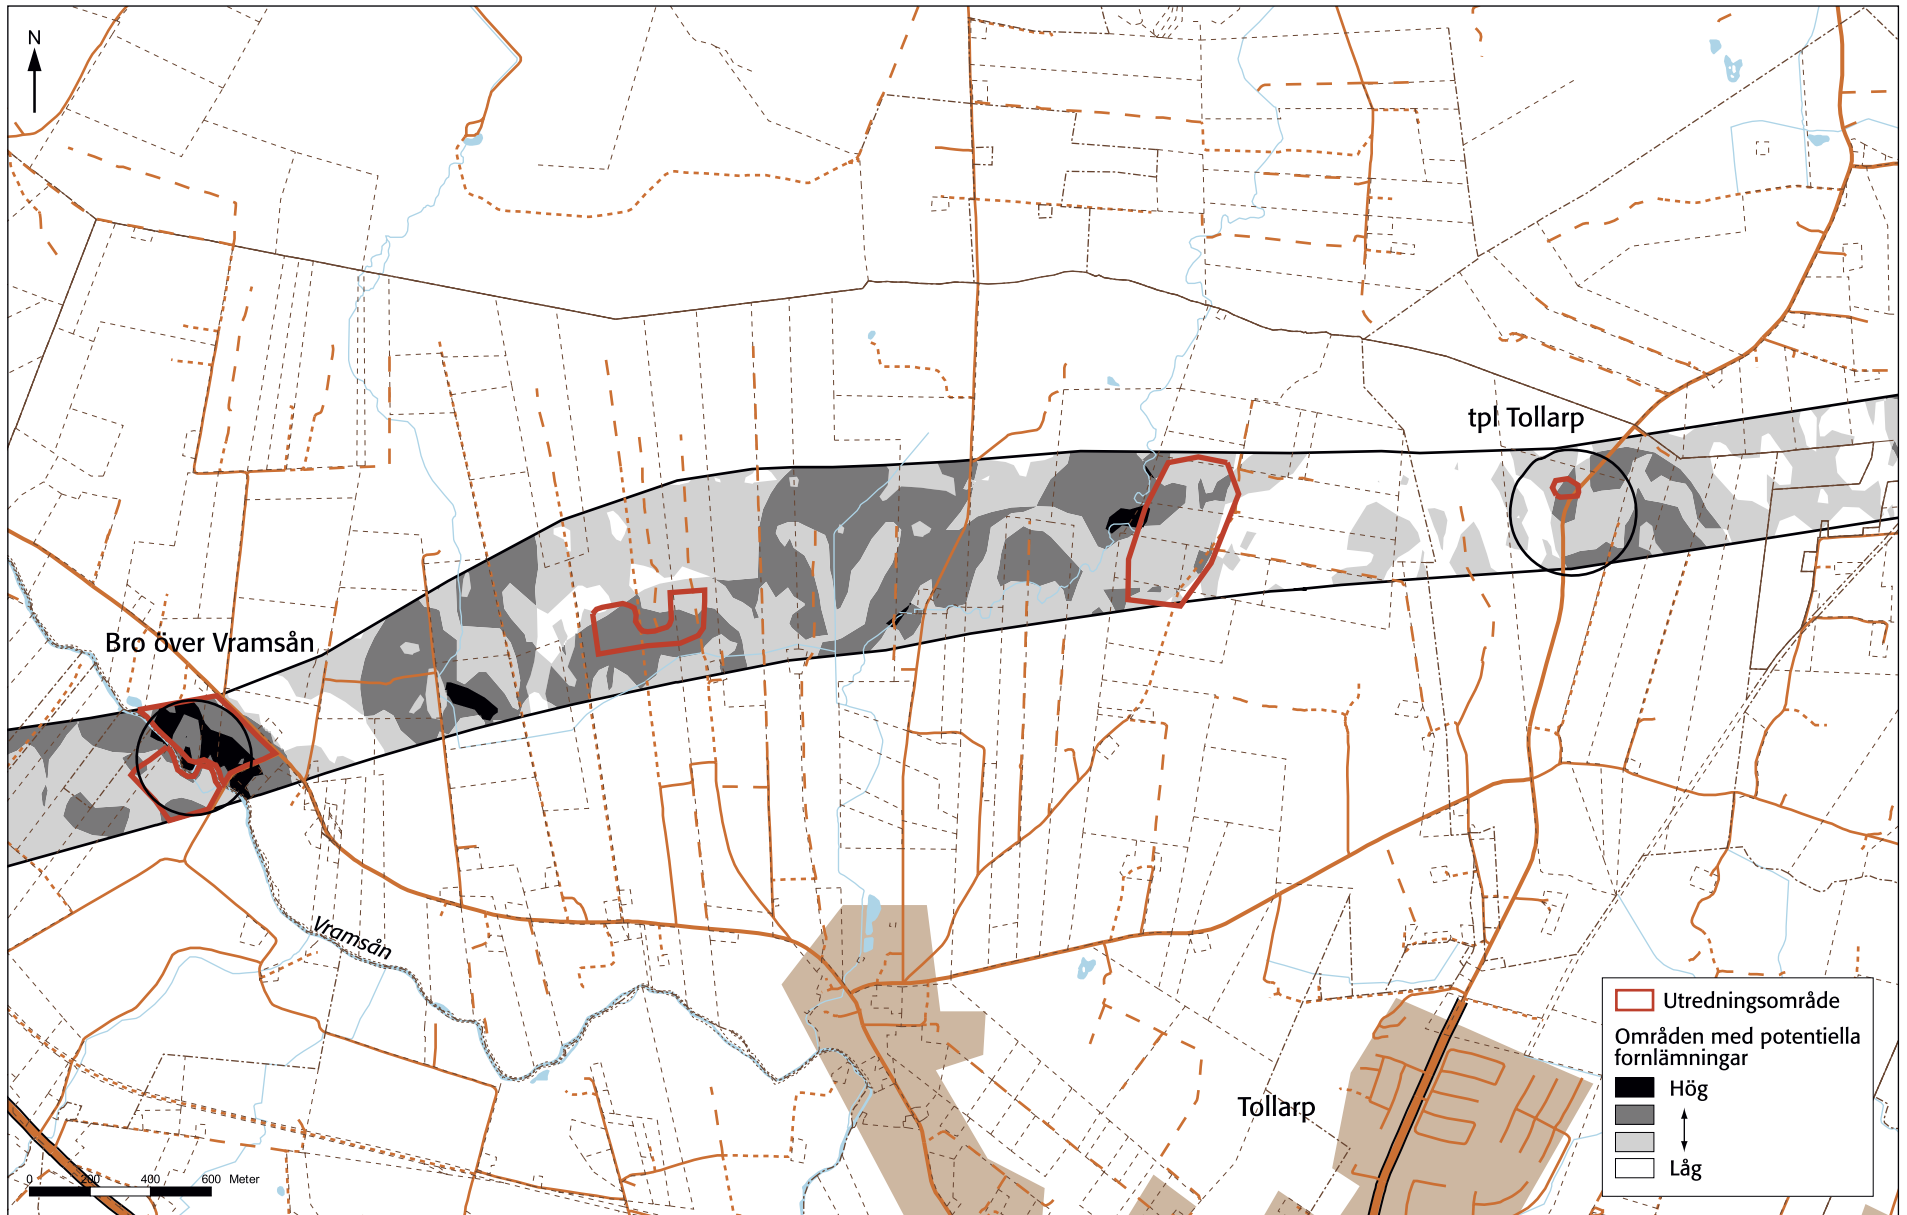 N
tpl Tollarp
Bro över Vramsån
Vramsån
Tollarp
Utredningsområde
Områden med potentiella
fornlämningar
Hög
Låg
0 200 400 600 Meter